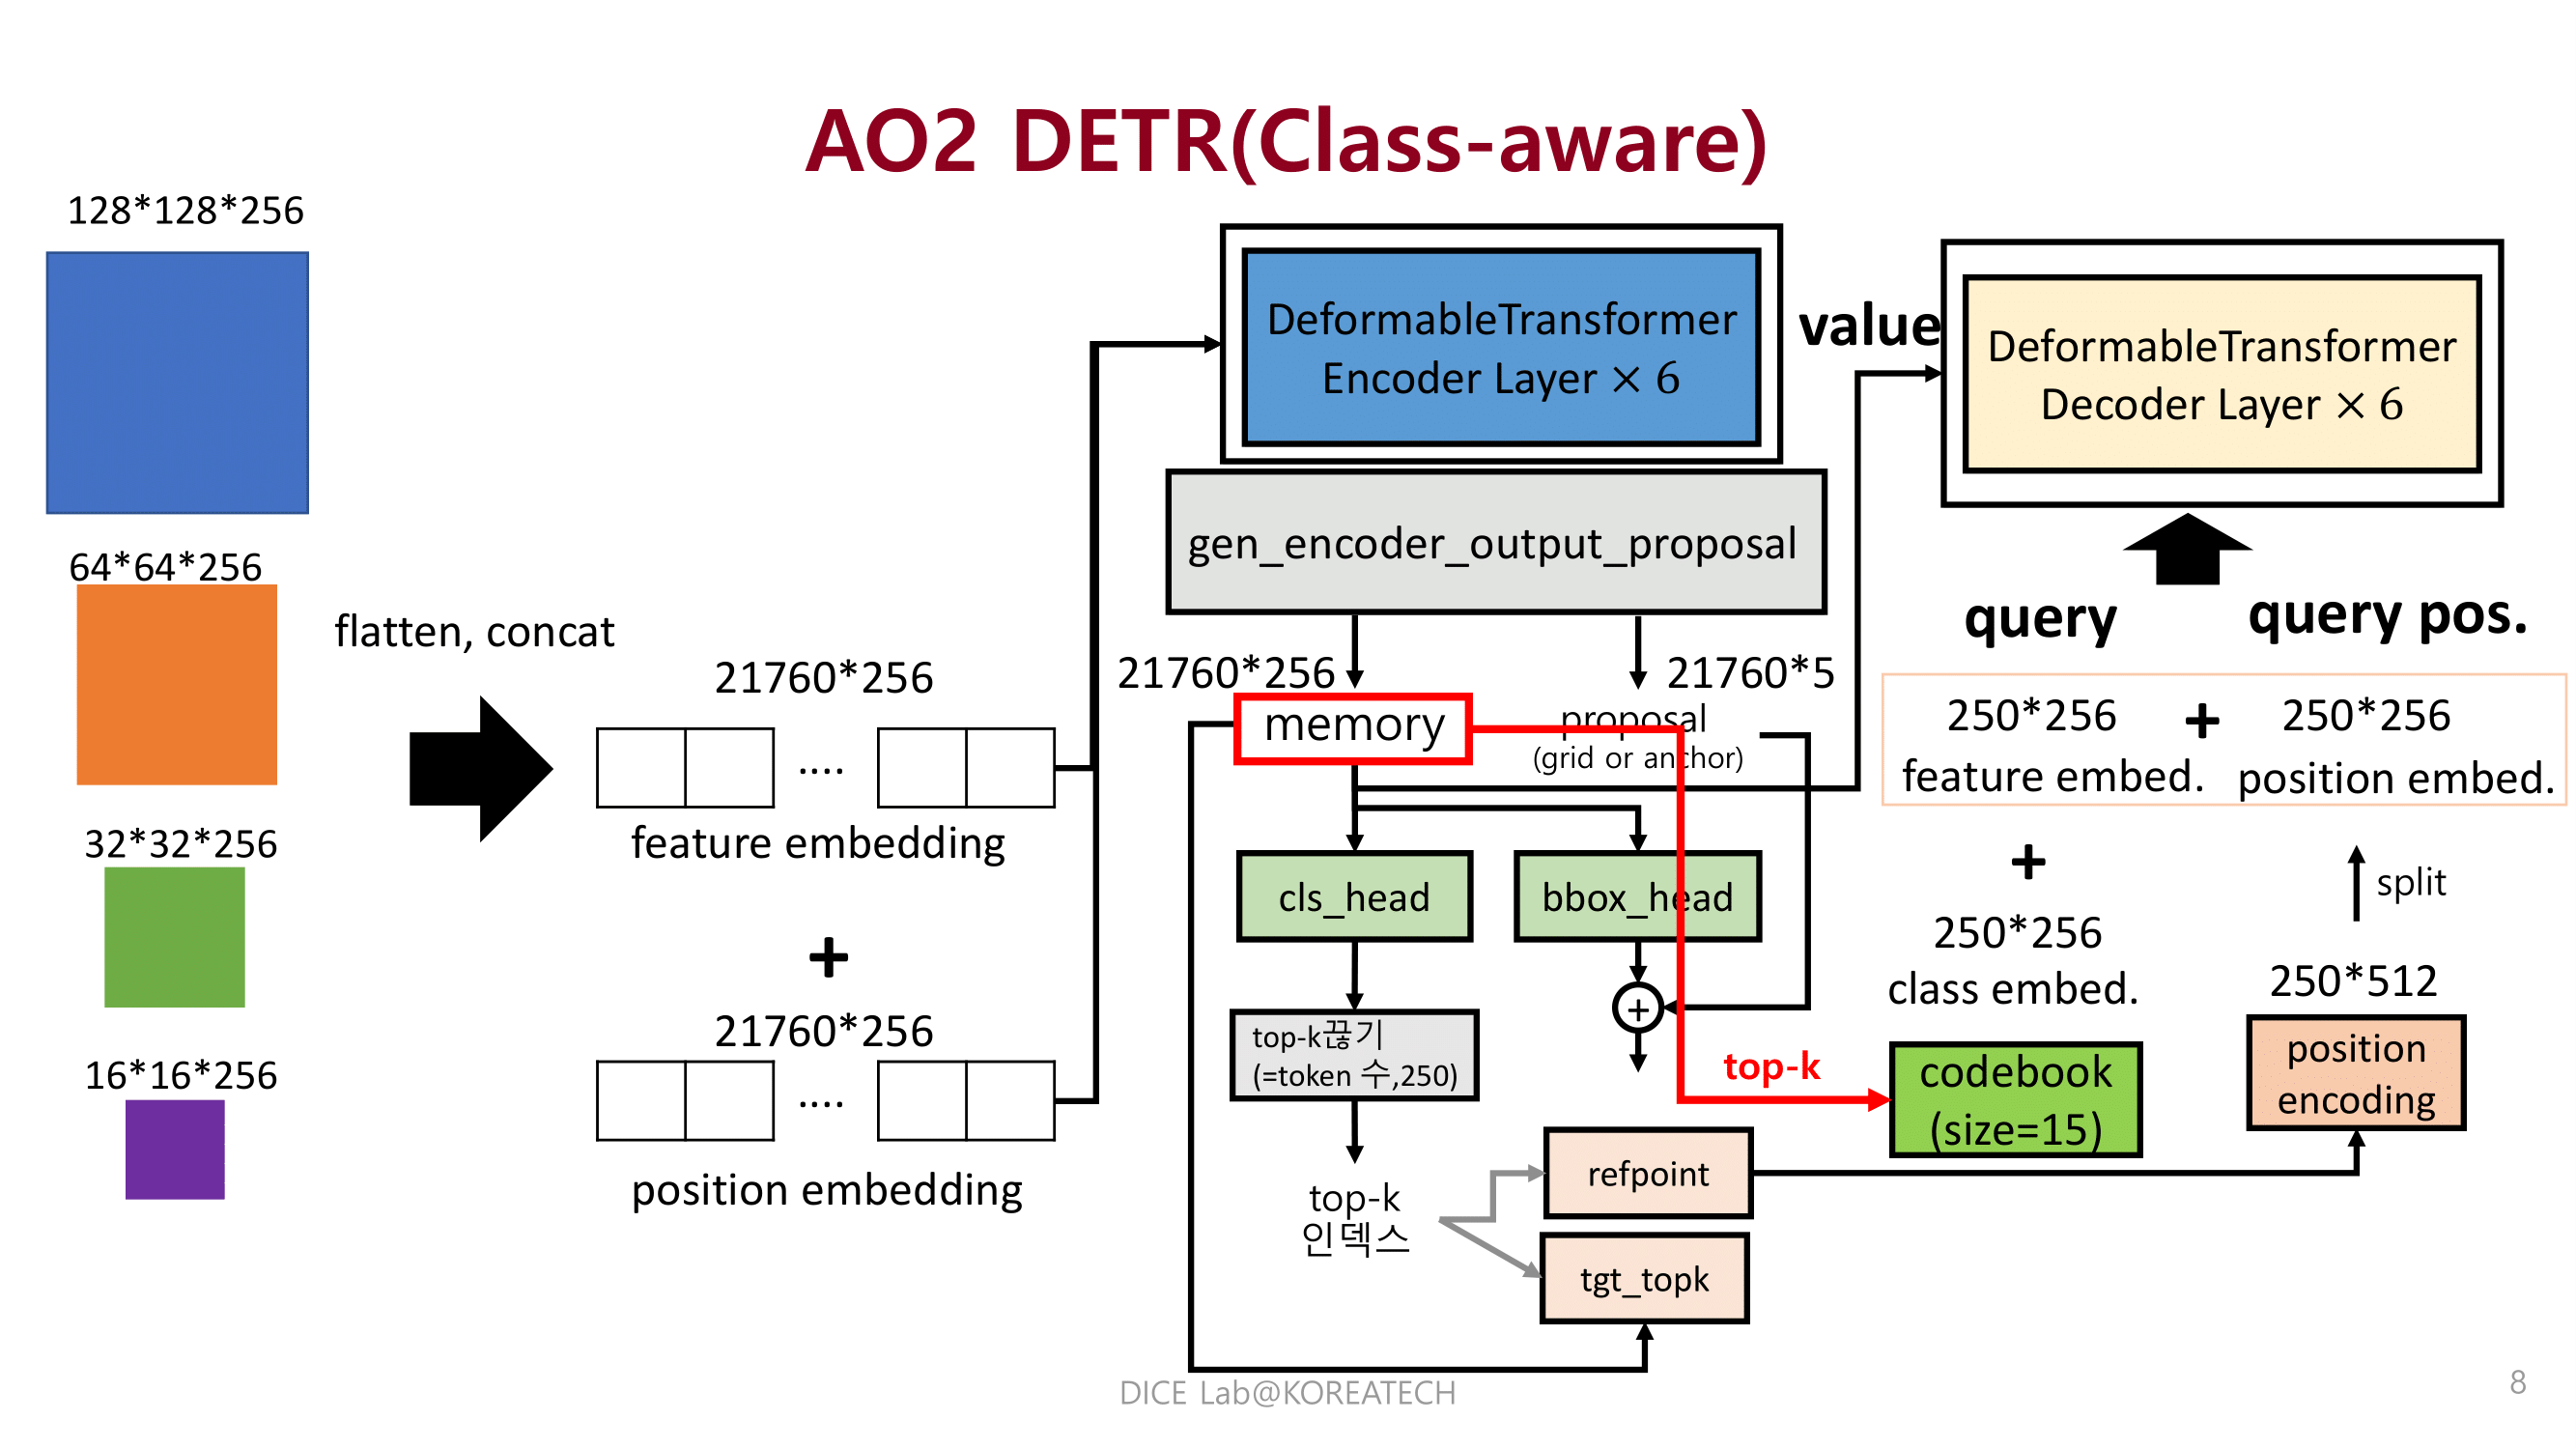 AO2 DETR(Class-aware)
128*128*256
64*64*256
32*32*256
16*16*256
flatten, concat
21760*256
....
feature embedding
+
21760*256
....
position embedding
DeformableTransformer
Encoder Layer × 6
gen_encoder_output_proposal
21760*256
21760*5
memory
proposal
(grid or anchor)
cls_head
bbox_head
+
top-k끊기
(=token 수,250)
top-k
인덱스
refpoint
tgt_topk
top-k
value
DeformableTransformer
Decoder Layer × 6
query
query pos.
250*256 + 250*256
feature embed. position embed.
+
250*256
class embed.
codebook
(size=15)
split
250*512
position
encoding
DICE Lab@KOREATECH
8